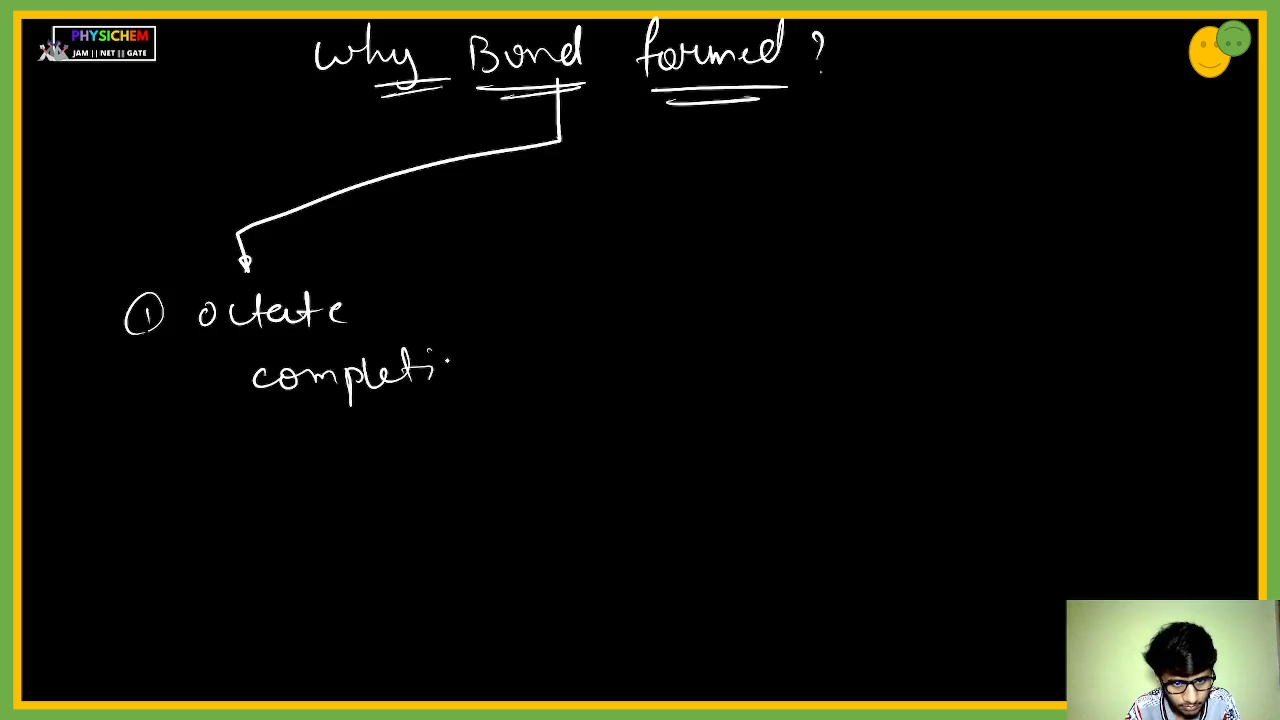 PHYSICHEM
JAM || NET || GATE
Why Bond formed?
① octate
completi